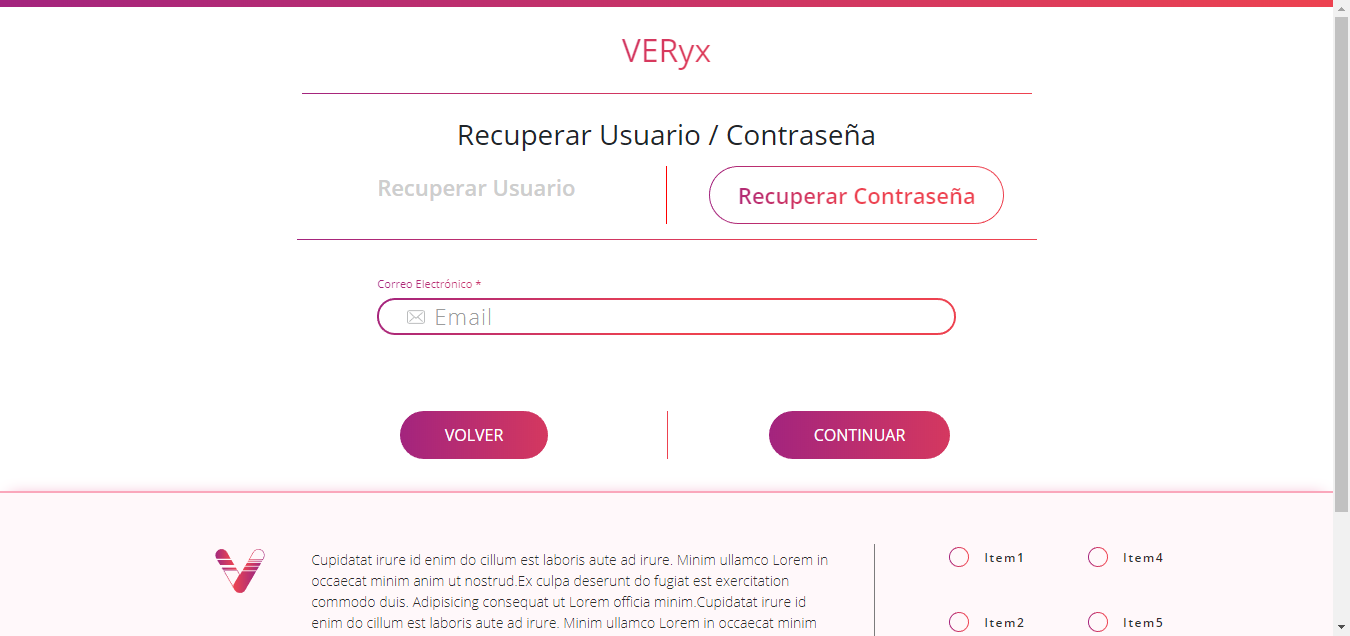 VERyx
Recuperar Usuario / Contraseña
Recuperar Usuario
Recuperar Contraseña
Correo Electrónico *
Email
VOLVER
CONTINUAR
Cupidatat irure id enim do cillum est laboris aute ad irure. Minim ullamco Lorem in
occaecat minim anim ut nostrud.Ex culpa deserunt do fugiat est exercitation
commodo duis. Adipisicing consequat ut Lorem officia minim.Cupidatat irure id
enim do cillum est laboris aute ad irure. Minim ullamco Lorem in occaecat minim
Item1
Item4
Item2
Item5